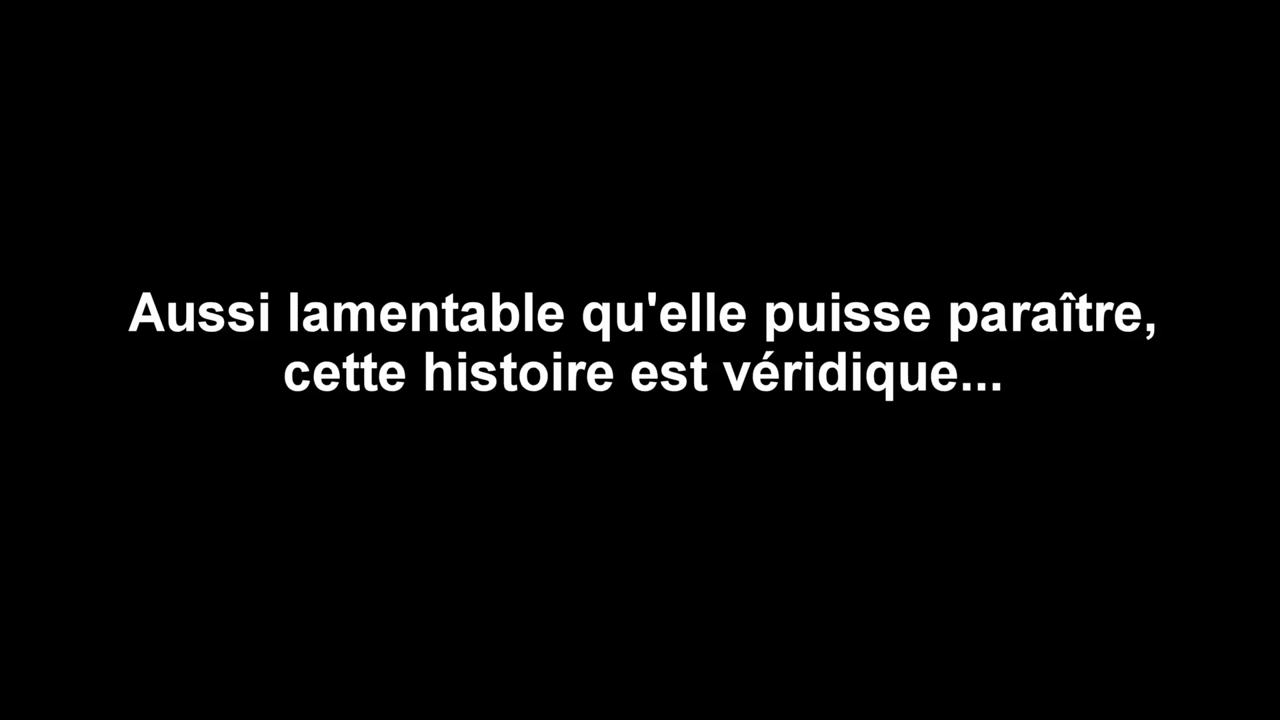 Aussi lamentable qu'elle puisse paraître,
cette histoire est véridique...